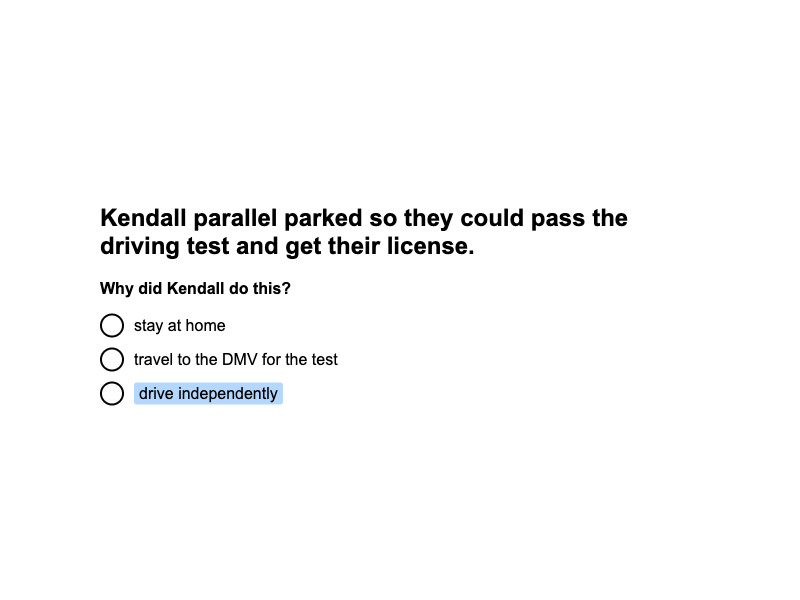 Kendall parallel parked so they could pass the
driving test and get their license.
Why did Kendall do this?
stay at home
travel to the DMV for the test
drive independently